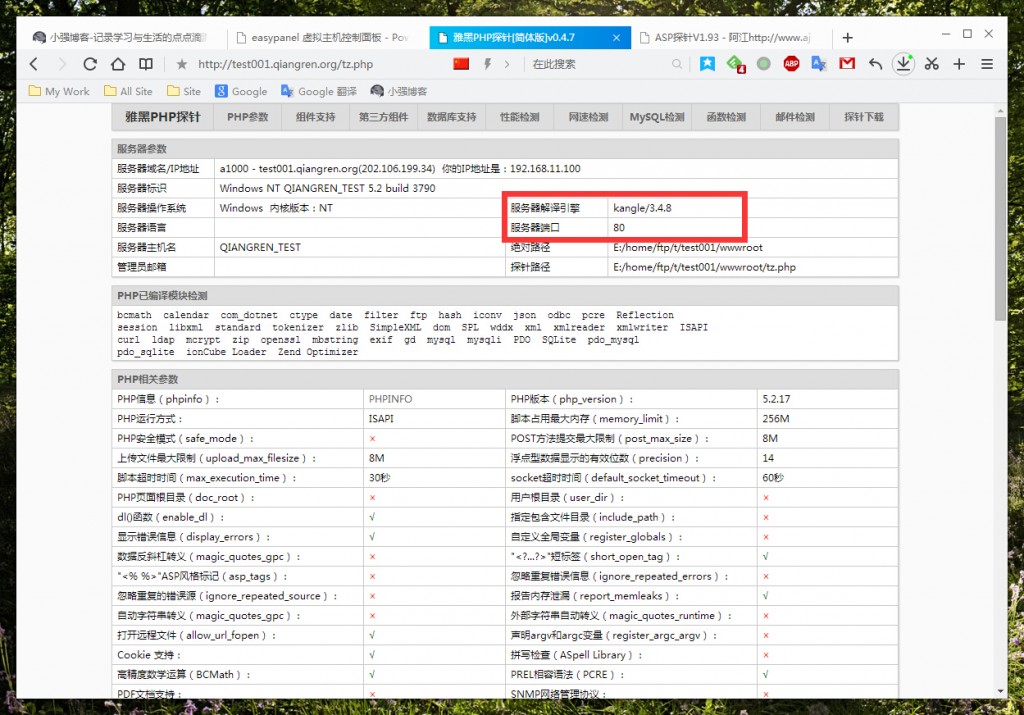 小强博客-记录学习与生活的点点滴
easypanel 虚拟主机控制面板 - Pow
雅黑PHP探针[简体版]v0.4.7
ASP探针V1.93 - 阿江http://www.aj
http://test001.qiangren.org/tz.php
在此搜索
4
ABP
My Work
All Site
Site
Google
Google 翻译
小强博客
雅黑PHP探针 PHP参数 组件支持 第三方组件 数据库支持 性能检测 网速检测 MySQL检测 函数检测 邮件检测 探针下载
服务器参数
服务器域名/IP地址 a1000 - test001.qiangren.org(202.106.199.34) 你的IP地址是：192.168.11.100
服务器标识 Windows NT QIANGREN_TEST 5.2 build 3790
服务器操作系统 Windows 内核版本：NT 服务器解译引擎 kangle/3.4.8
服务器语言 服务器端口 80
服务器主机名 QIANGREN_TEST 绝对路径 E:/home/ftp/t/test001/wwwroot
管理员邮箱 探针路径 E:/home/ftp/t/test001/wwwroot/tz.php
PHP已编译模块检测
bcmath calendar com_dotnet ctype date filter ftp hash iconv json odbc pcre Reflection
session libxml standard tokenizer zlib SimpleXML dom SPL wddx xml xmlreader xmlwriter ISAPI
curl ldap mcrypt zip openssl mbstring exif gd mysql mysqli PDO SQLite pdo_mysql
pdo_sqlite ionCube Loader Zend Optimizer
PHP相关参数
PHP信息（phpinfo）： PHPINFO PHP版本（php_version）： 5.2.17
PHP运行方式： ISAPI 脚本占用最大内存（memory_limit）： 256M
PHP安全模式（safe_mode）： × POST方法提交最大限制（post_max_size）： 8M
上传文件最大限制（upload_max_filesize）： 8M 浮点型数据显示的有效位数（precision）： 14
脚本超时时间（max_execution_time）： 30秒 socket超时时间（default_socket_timeout）： 60秒
PHP页面根目录（doc_root）： × 用户根目录（user_dir）： ×
dl()函数（enable_dl）： √ 指定包含文件目录（include_path）： ×
显示错误信息（display_errors）： √ 自定义全局变量（register_globals）： ×
数据反斜杠转义（magic_quotes_gpc）： × "<?...?>"短标签（short_open_tag）： √
"<% %>"ASP风格标记（asp_tags）： × 忽略重复错误信息（ignore_repeated_errors）： ×
忽略重复的错误源（ignore_repeated_source）： × 报告内存泄漏（report_memleaks）： √
自动字符串转义（magic_quotes_gpc）： × 外部字符串自动转义（magic_quotes_runtime）： ×
打开远程文件（allow_url_fopen）： √ 声明argv和argc变量（register_argc_argv）： ×
Cookie 支持： √ 拼写检查（ASpell Library）： ×
高精度数学运算（BCMath）： √ PREL相容语法（PCRE）： √
PDF文档支持： × SNMP网络管理协议： ×